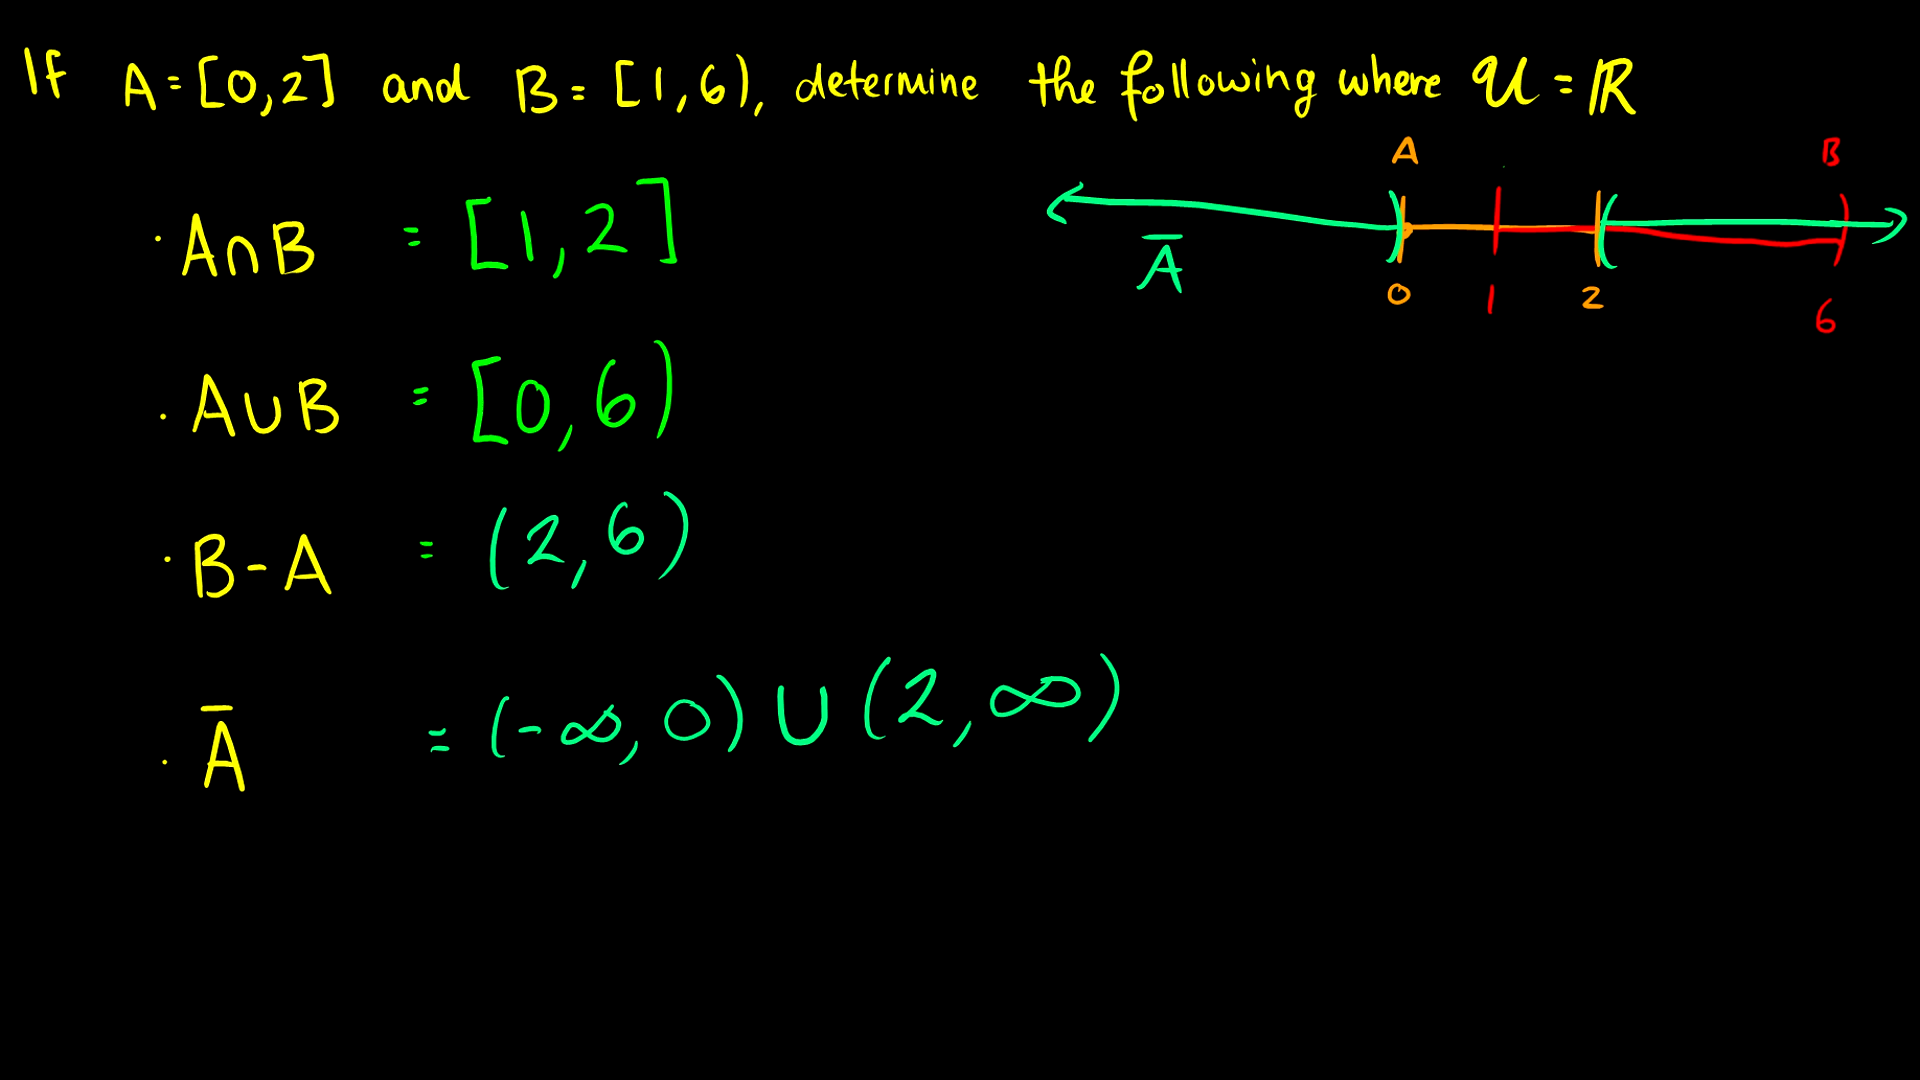 If A = [0,2] and B = [1,6), determine the following where 𝒰 = ℝ
A B
Ā
0 1 2 6
· A∩B = [1,2]
· A∪B = [0,6)
· B-A = (2,6)
· Ā = (-∞,0) ∪ (2,∞)